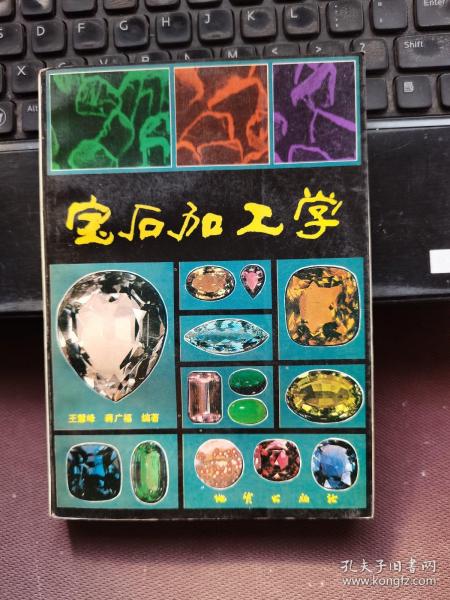 宝石加工学
王慧峰 蒋广福 编著
地质出版社
孔夫子旧书网
www.kongfz.com